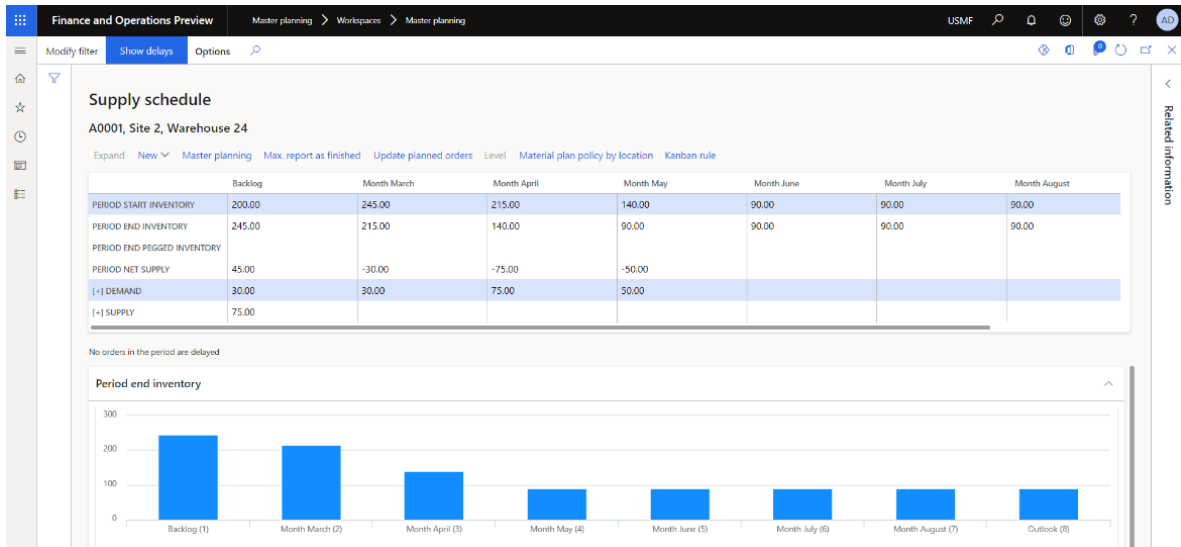 Finance and Operations Preview Master planning > Workspaces > Master planning USMF ? AD
Modify filter Show delays Options 0
Supply schedule
A0001, Site 2, Warehouse 24
Expand New Master planning Max. report as finished Update planned orders Level Material plan policy by location Kanban rule
Backlog Month March Month April Month May Month June Month July Month August
PERIOD START INVENTORY 200.00 245.00 215.00 140.00 90.00 90.00 90.00
PERIOD END INVENTORY 245.00 215.00 140.00 90.00 90.00 90.00 90.00
PERIOD END PEGGED INVENTORY
PERIOD NET SUPPLY 45.00 -30.00 -75.00 -50.00
[+] DEMAND 30.00 30.00 75.00 50.00
[+] SUPPLY 75.00
No orders in the period are delayed
Period end inventory
300
200
100
0
Backlog (1) Month March (2) Month April (3) Month May (4) Month June (5) Month July (6) Month August (7) Outlook (8)
Related information